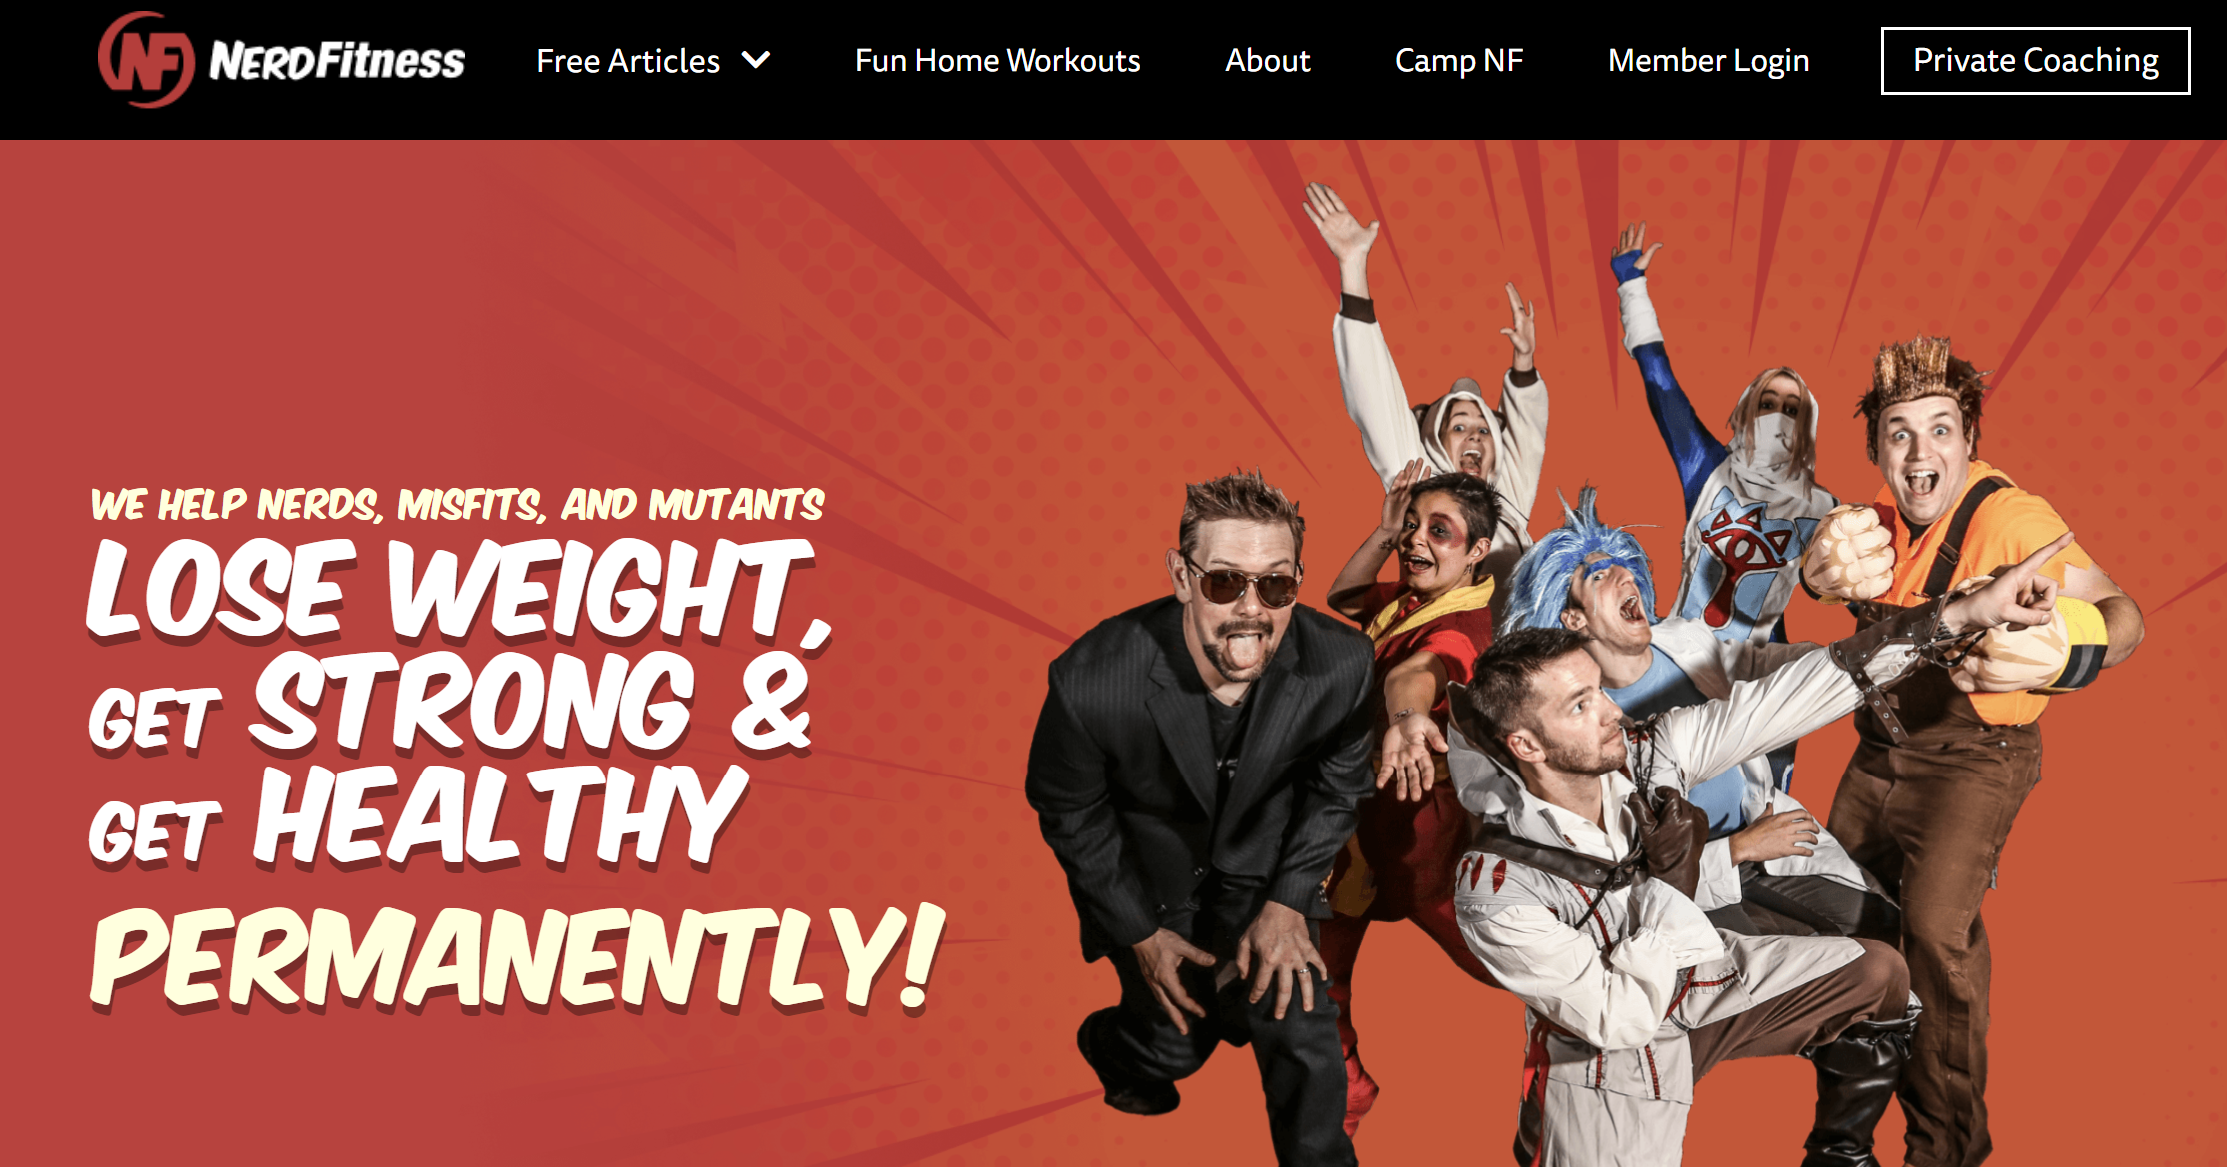 NF NERDFitness Free Articles Fun Home Workouts About Camp NF Member Login Private Coaching
WE HELP NERDS, MISFITS, AND MUTANTS
LOSE WEIGHT,
GET STRONG &
GET HEALTHY
PERMANENTLY!